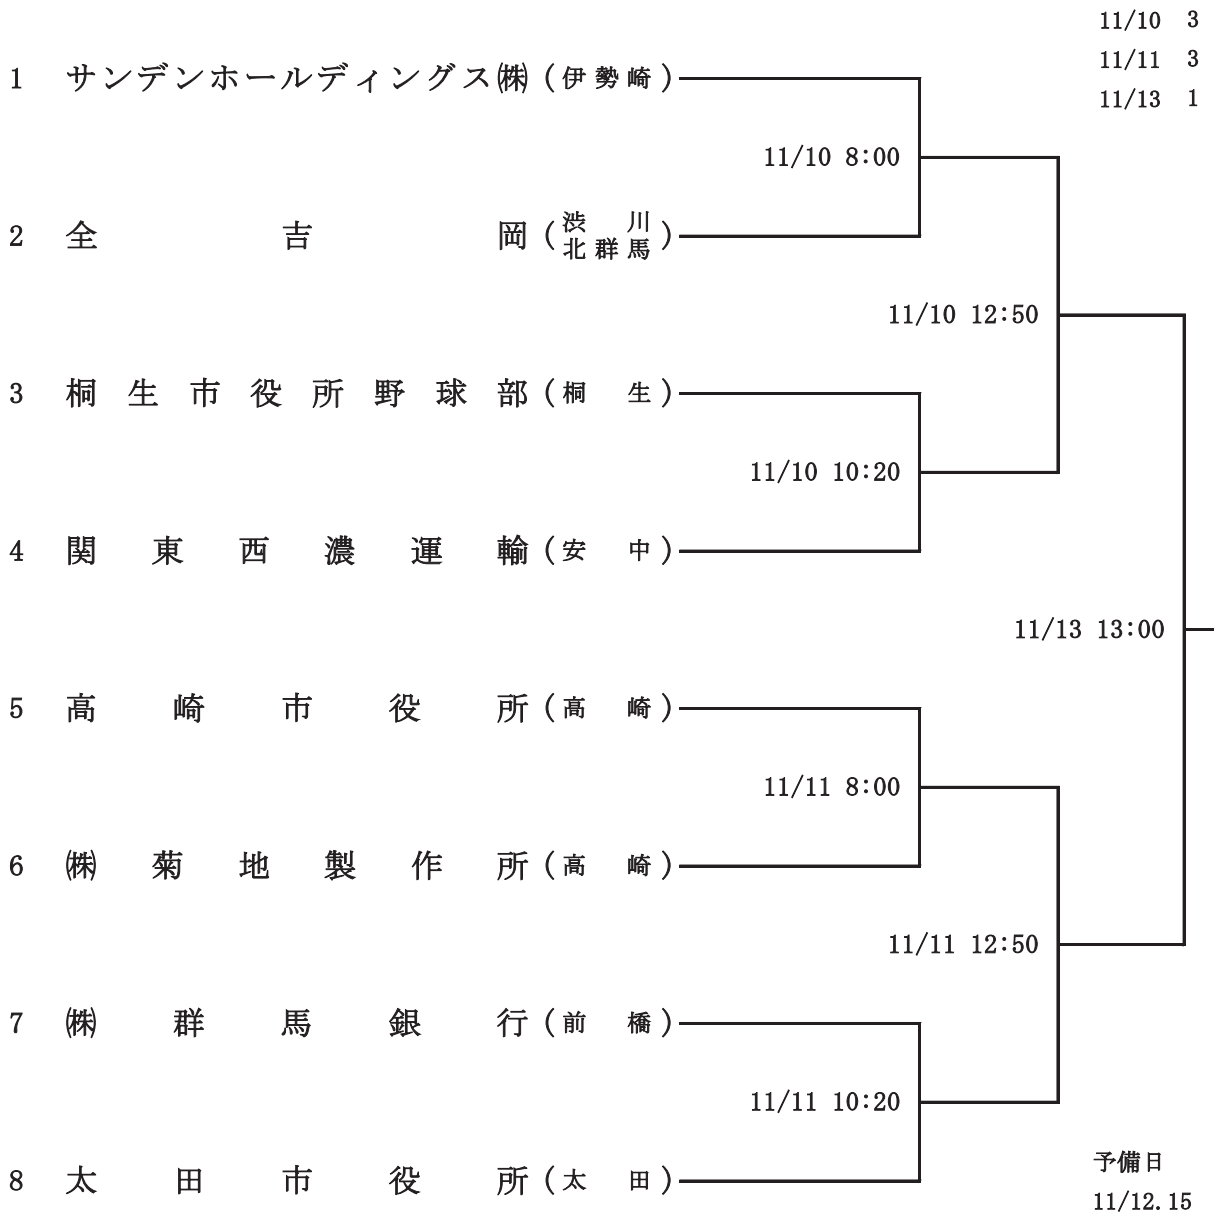 11/10 3
11/11 3
11/13 1
1 サンデンホールディングス㈱(伊勢崎)
11/10 8:00
2 全吉岡(渋川北群馬)
11/10 12:50
3 桐生市役所野球部(桐生)
11/10 10:20
4 関東西濃運輸(安中)
11/13 13:00
5 高崎市役所(高崎)
11/11 8:00
6 ㈱菊地製作所(高崎)
11/11 12:50
7 ㈱群馬銀行(前橋)
11/11 10:20
8 太田市役所(太田)
予備日
11/12.15